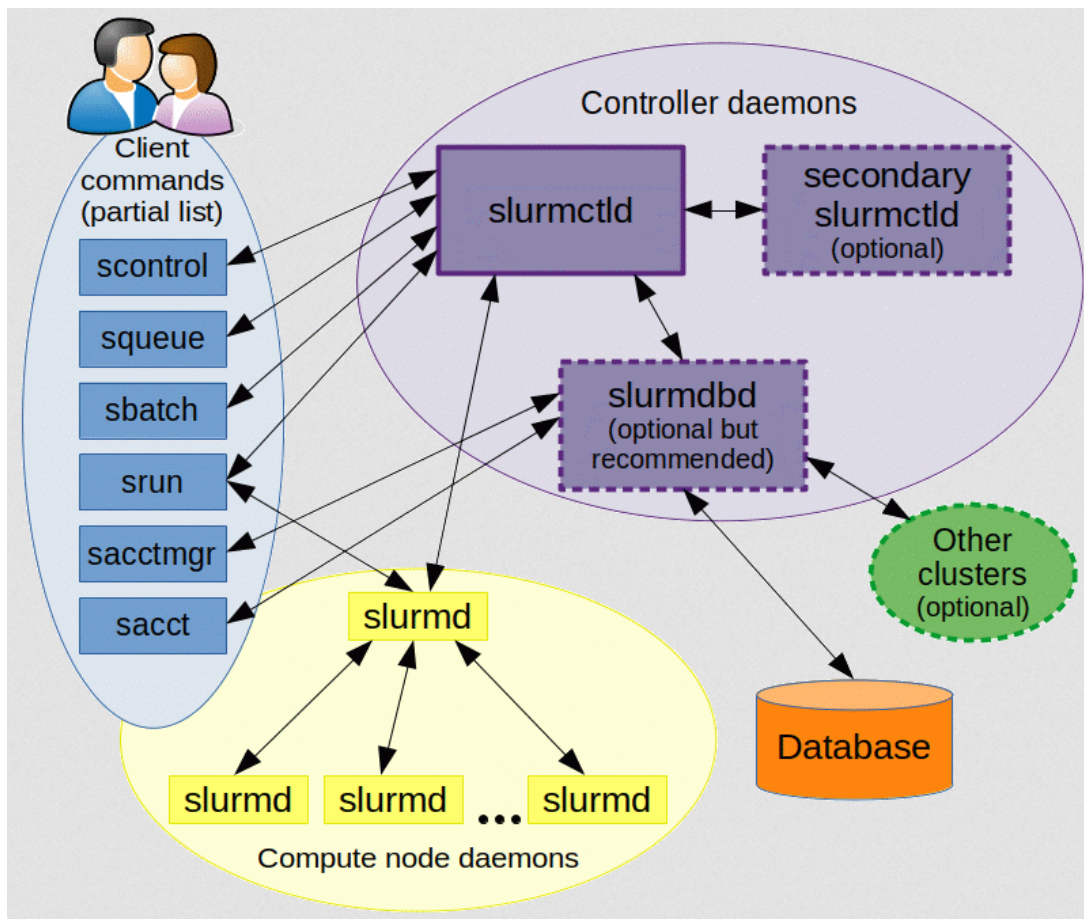 Client
commands
(partial list)
scontrol
squeue
sbatch
srun
sacctmgr
sacct
Controller daemons
slurmctld
secondary
slurmctld
(optional)
slurmdbd
(optional but
recommended)
Other
clusters
(optional)
Database
slurmd
slurmd
slurmd
...
slurmd
Compute node daemons